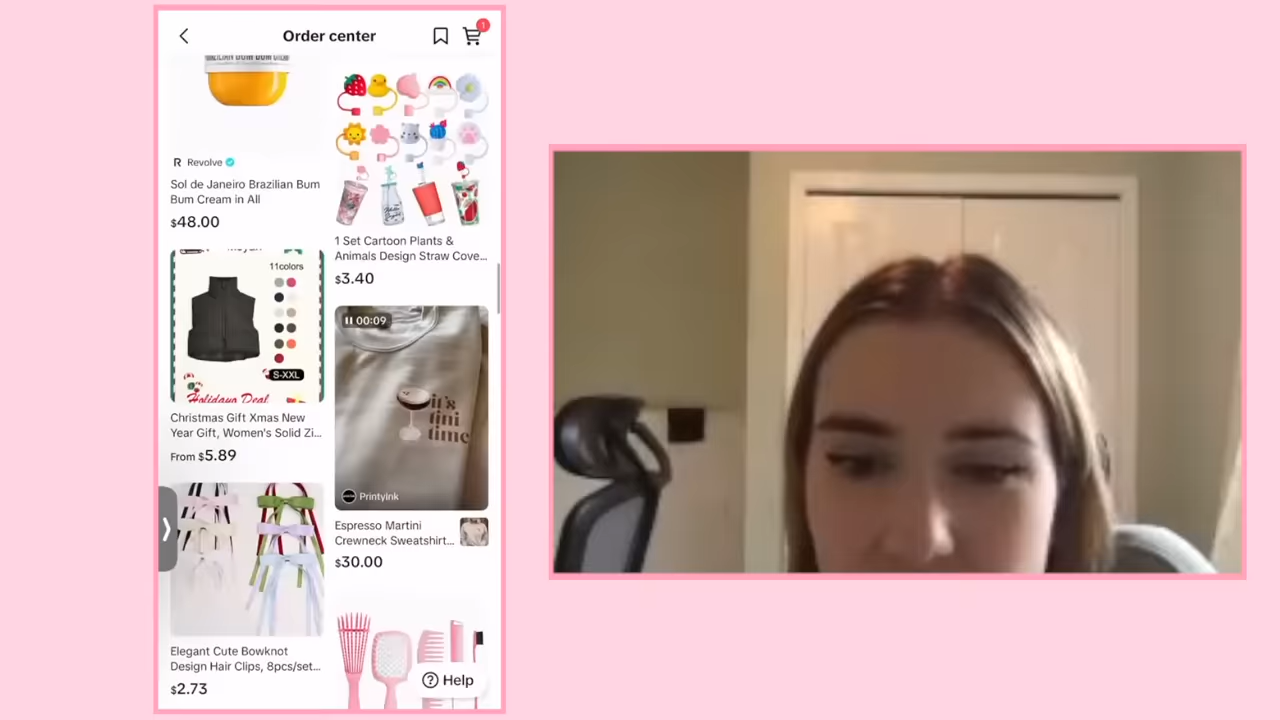 Order center
1
Revolve
Sol de Janeiro Brazilian Bum
Bum Cream in All
$48.00
11colors
S-XXL
Holidays Deal
Christmas Gift Xmas New
Year Gift, Women's Solid Zi...
From $5.89
Elegant Cute Bowknot
Design Hair Clips, 8pcs/set...
$2.73
1 Set Cartoon Plants &
Animals Design Straw Cove...
$3.40
00:09
it's
tini
time
PrintyInk
Espresso Martini
Crewneck Sweatshirt...
$30.00
Help